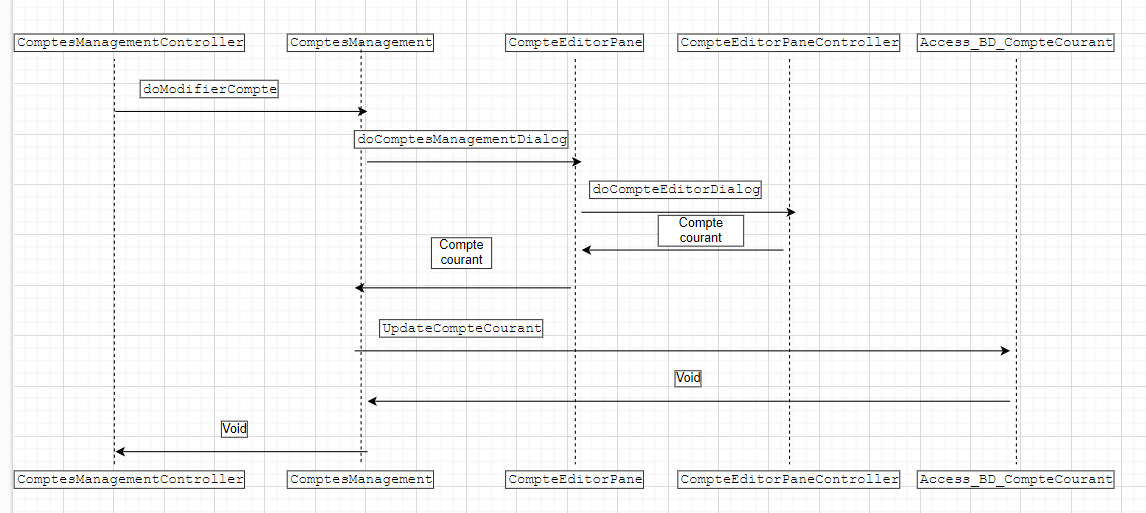 ComptesManagementController
ComptesManagement
CompteEditorPane
CompteEditorPaneController
Access_BD_CompteCourant
doModifierCompte
doComptesManagementDialog
doCompteEditorDialog
Compte
courant
Compte
courant
UpdateCompteCourant
Void
Void
ComptesManagementController
ComptesManagement
CompteEditorPane
CompteEditorPaneController
Access_BD_CompteCourant